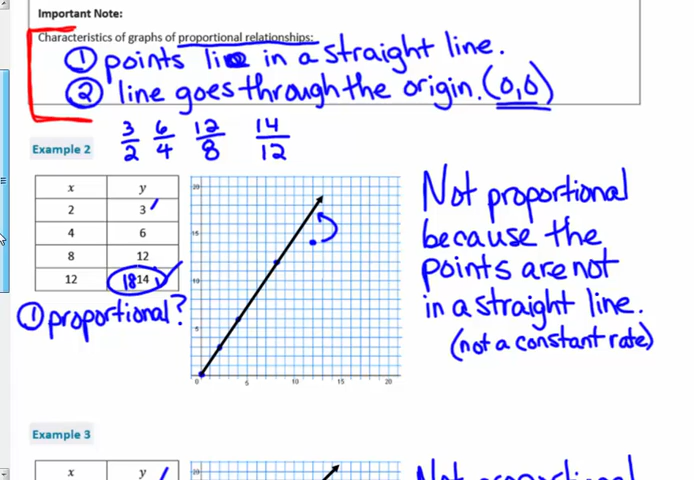 Important Note:
Characteristics of graphs of proportional relationships:
① points lie in a straight line.
② line goes through the origin. (0,0)
3/2 6/4 12/8 14/12
Example 2
x y
2 3
4 6
8 12
12 18 14
① proportional?
20
15
10
5
0 5 10 15 20
Not proportional
because the
points are not
in a straight line.
(not a constant rate)
Example 3
x y
20
Not proportional